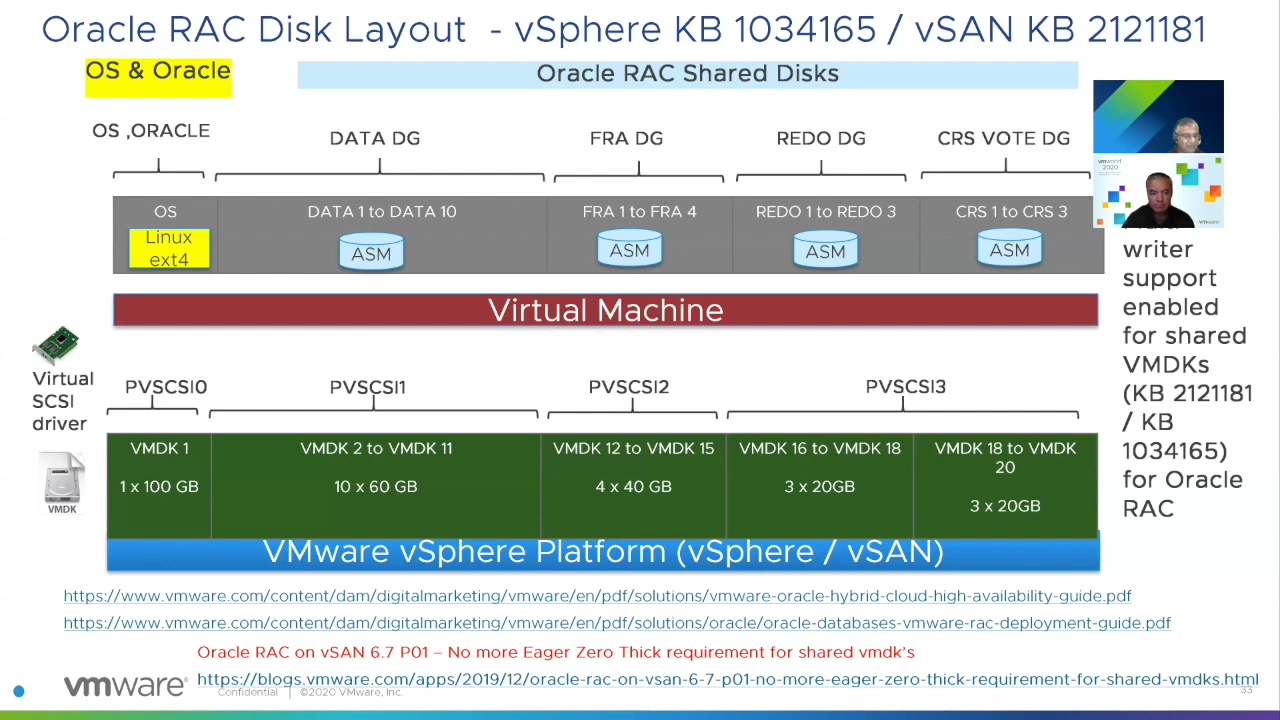 Oracle RAC Disk Layout - vSphere KB 1034165 / vSAN KB 2121181
OS & Oracle
Oracle RAC Shared Disks
OS ,ORACLE
DATA DG
FRA DG
REDO DG
CRS VOTE DG
OS
DATA 1 to DATA 10
FRA 1 to FRA 4
REDO 1 to REDO 3
CRS 1 to CRS 3
Linux
ext4
ASM
ASM
ASM
ASM
Virtual Machine
writer
support
enabled
for shared
VMDKs
(KB 2121181
/ KB
1034165)
for Oracle
RAC
Virtual
SCSI
driver
PVSCSI0
PVSCSI1
PVSCSI2
PVSCSI3
VMDK
VMDK 1
1 x 100 GB
VMDK 2 to VMDK 11
10 x 60 GB
VMDK 12 to VMDK 15
4 x 40 GB
VMDK 16 to VMDK 18
3 x 20GB
VMDK 18 to VMDK
20
3 x 20GB
VMware vSphere Platform (vSphere / vSAN)
https://www.vmware.com/content/dam/digitalmarketing/vmware/en/pdf/solutions/vmware-oracle-hybrid-cloud-high-availability-guide.pdf
https://www.vmware.com/content/dam/digitalmarketing/vmware/en/pdf/solutions/oracle/oracle-databases-vmware-rac-deployment-guide.pdf
Oracle RAC on vSAN 6.7 P01 – No more Eager Zero Thick requirement for shared vmdk's
https://blogs.vmware.com/apps/2019/12/oracle-rac-on-vsan-6-7-p01-no-more-eager-zero-thick-requirement-for-shared-vmdks.html
vmware
Confidential | ©2020 VMware, Inc.
33
vmworld
2020
vmware